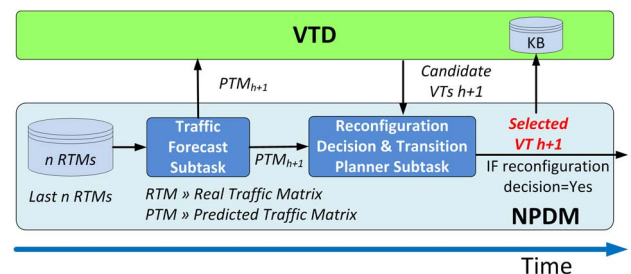 VTD
KB
PTMh+1
Candidate
VTs h+1
n RTMs
Last n RTMs
Traffic
Forecast
Subtask
PTMh+1
Reconfiguration
Decision & Transition
Planner Subtask
Selected
VT h+1
IF reconfiguration
decision=Yes
RTM » Real Traffic Matrix
PTM » Predicted Traffic Matrix
NPDM
Time